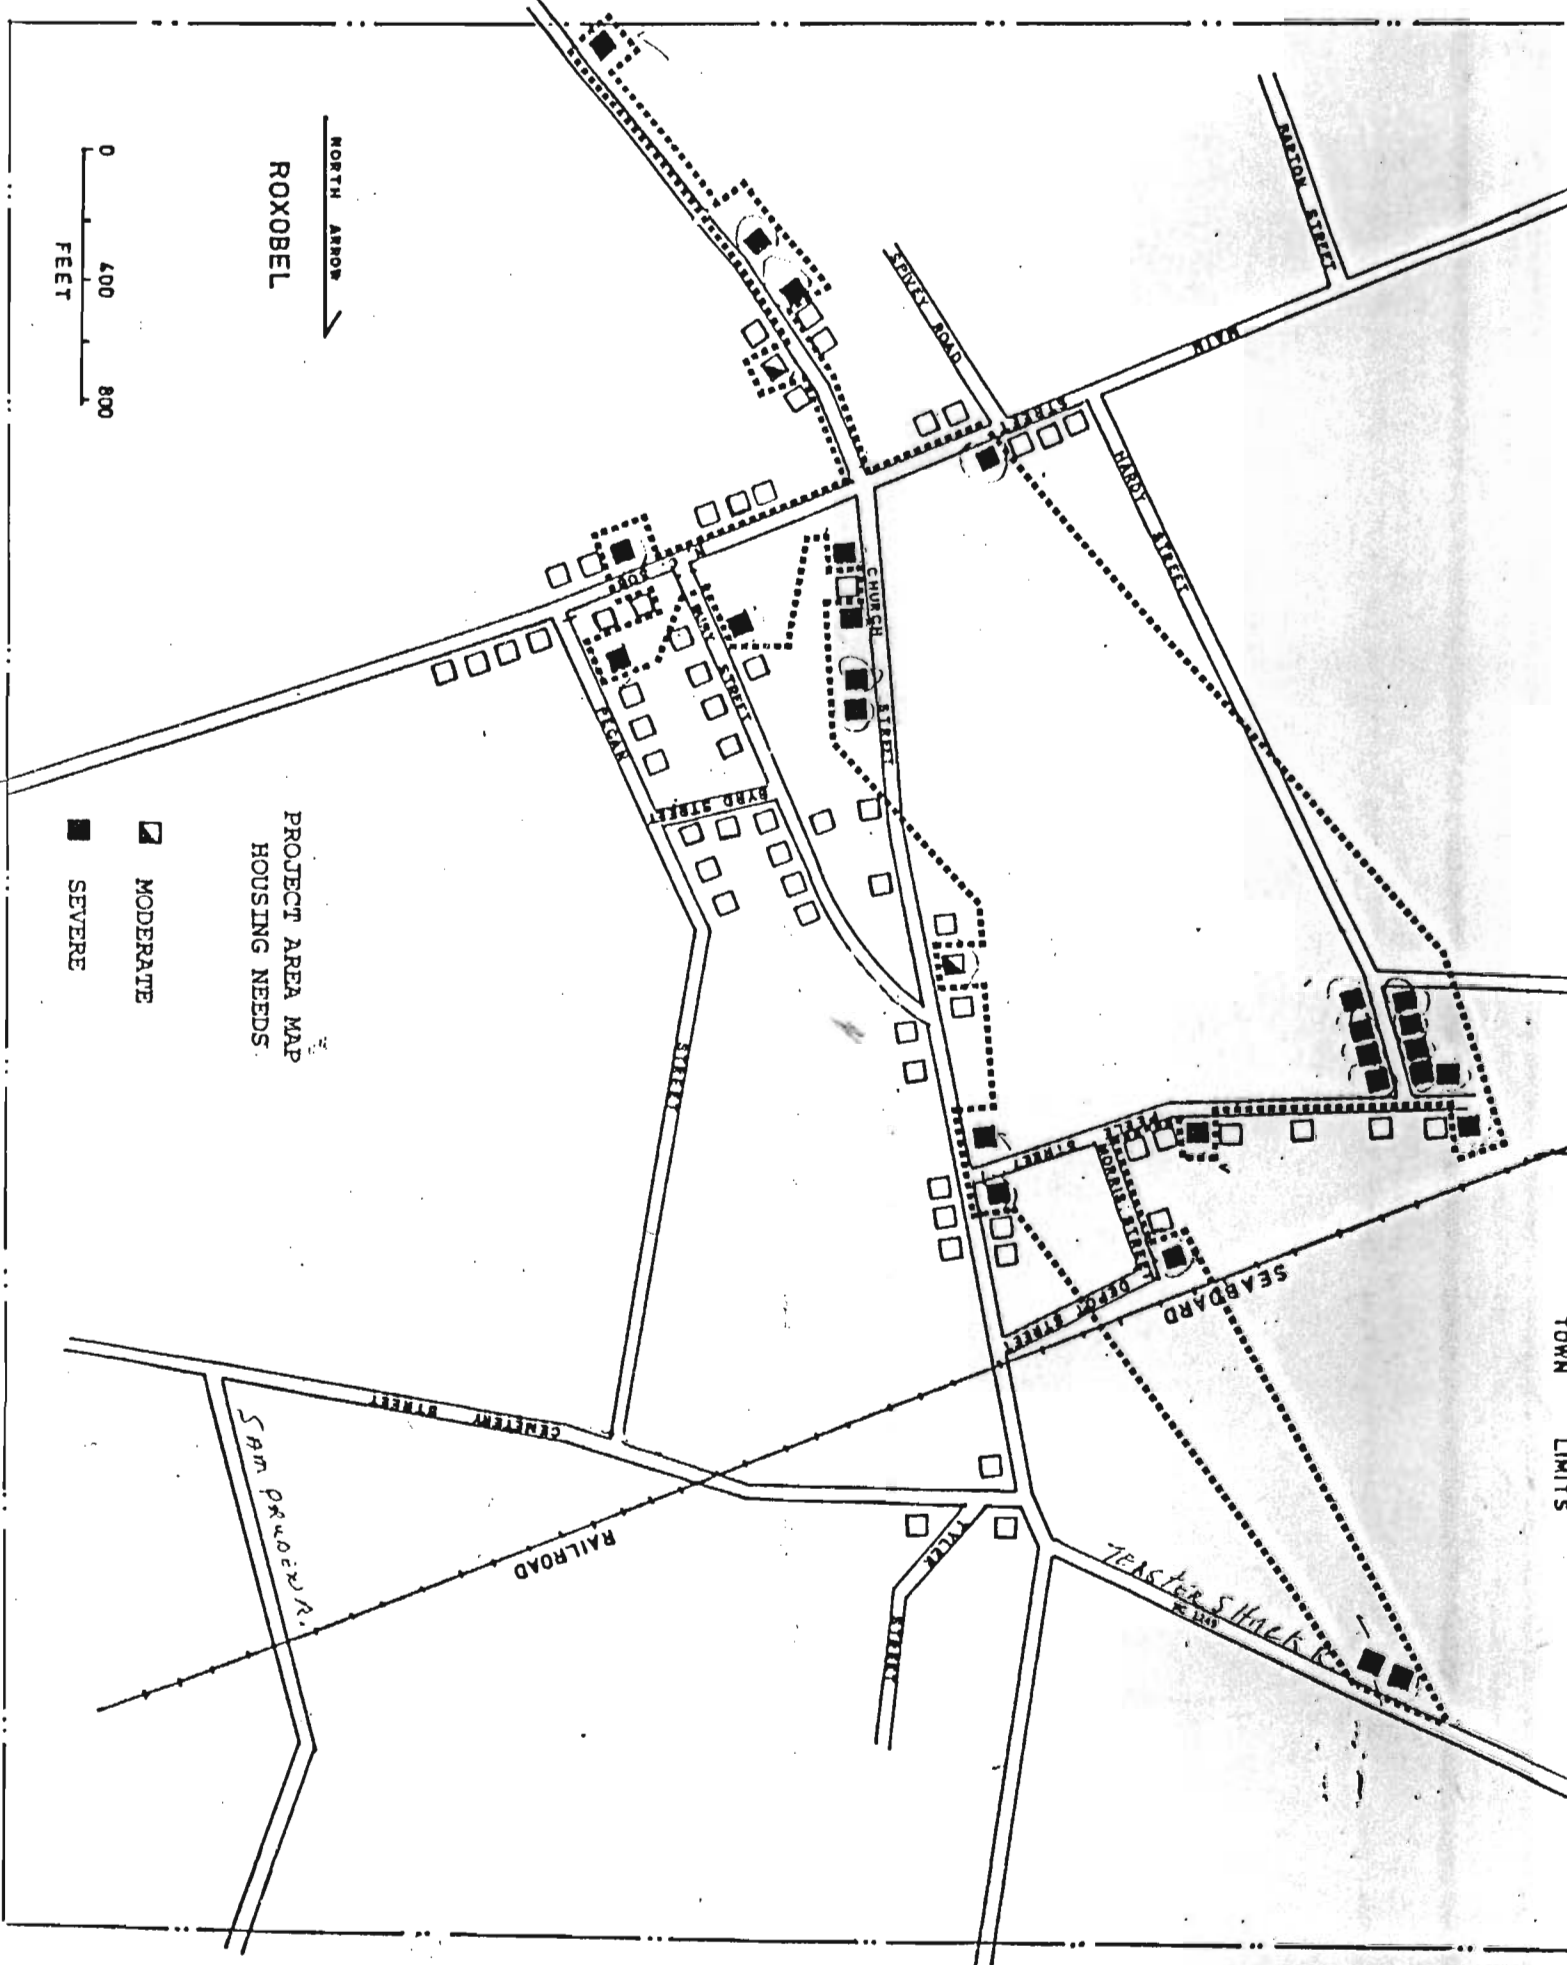 NORTH ARROW
ROXOBEL
0 400 800
FEET
PROJECT AREA MAP
HOUSING NEEDS
MODERATE
SEVERE
TOWN LIMITS
BARTON STREET
MAIN
STREET
SPIVEY ROAD
HARDY STREET
CHURCH STREET
STREET
PECAN
STREET
BYRD STREET
PEELE
STREET
MORRIS STREET
DEPOT STREET
SEABOARD
RAILROAD
CEMETERY STREET
TYLER
STREET